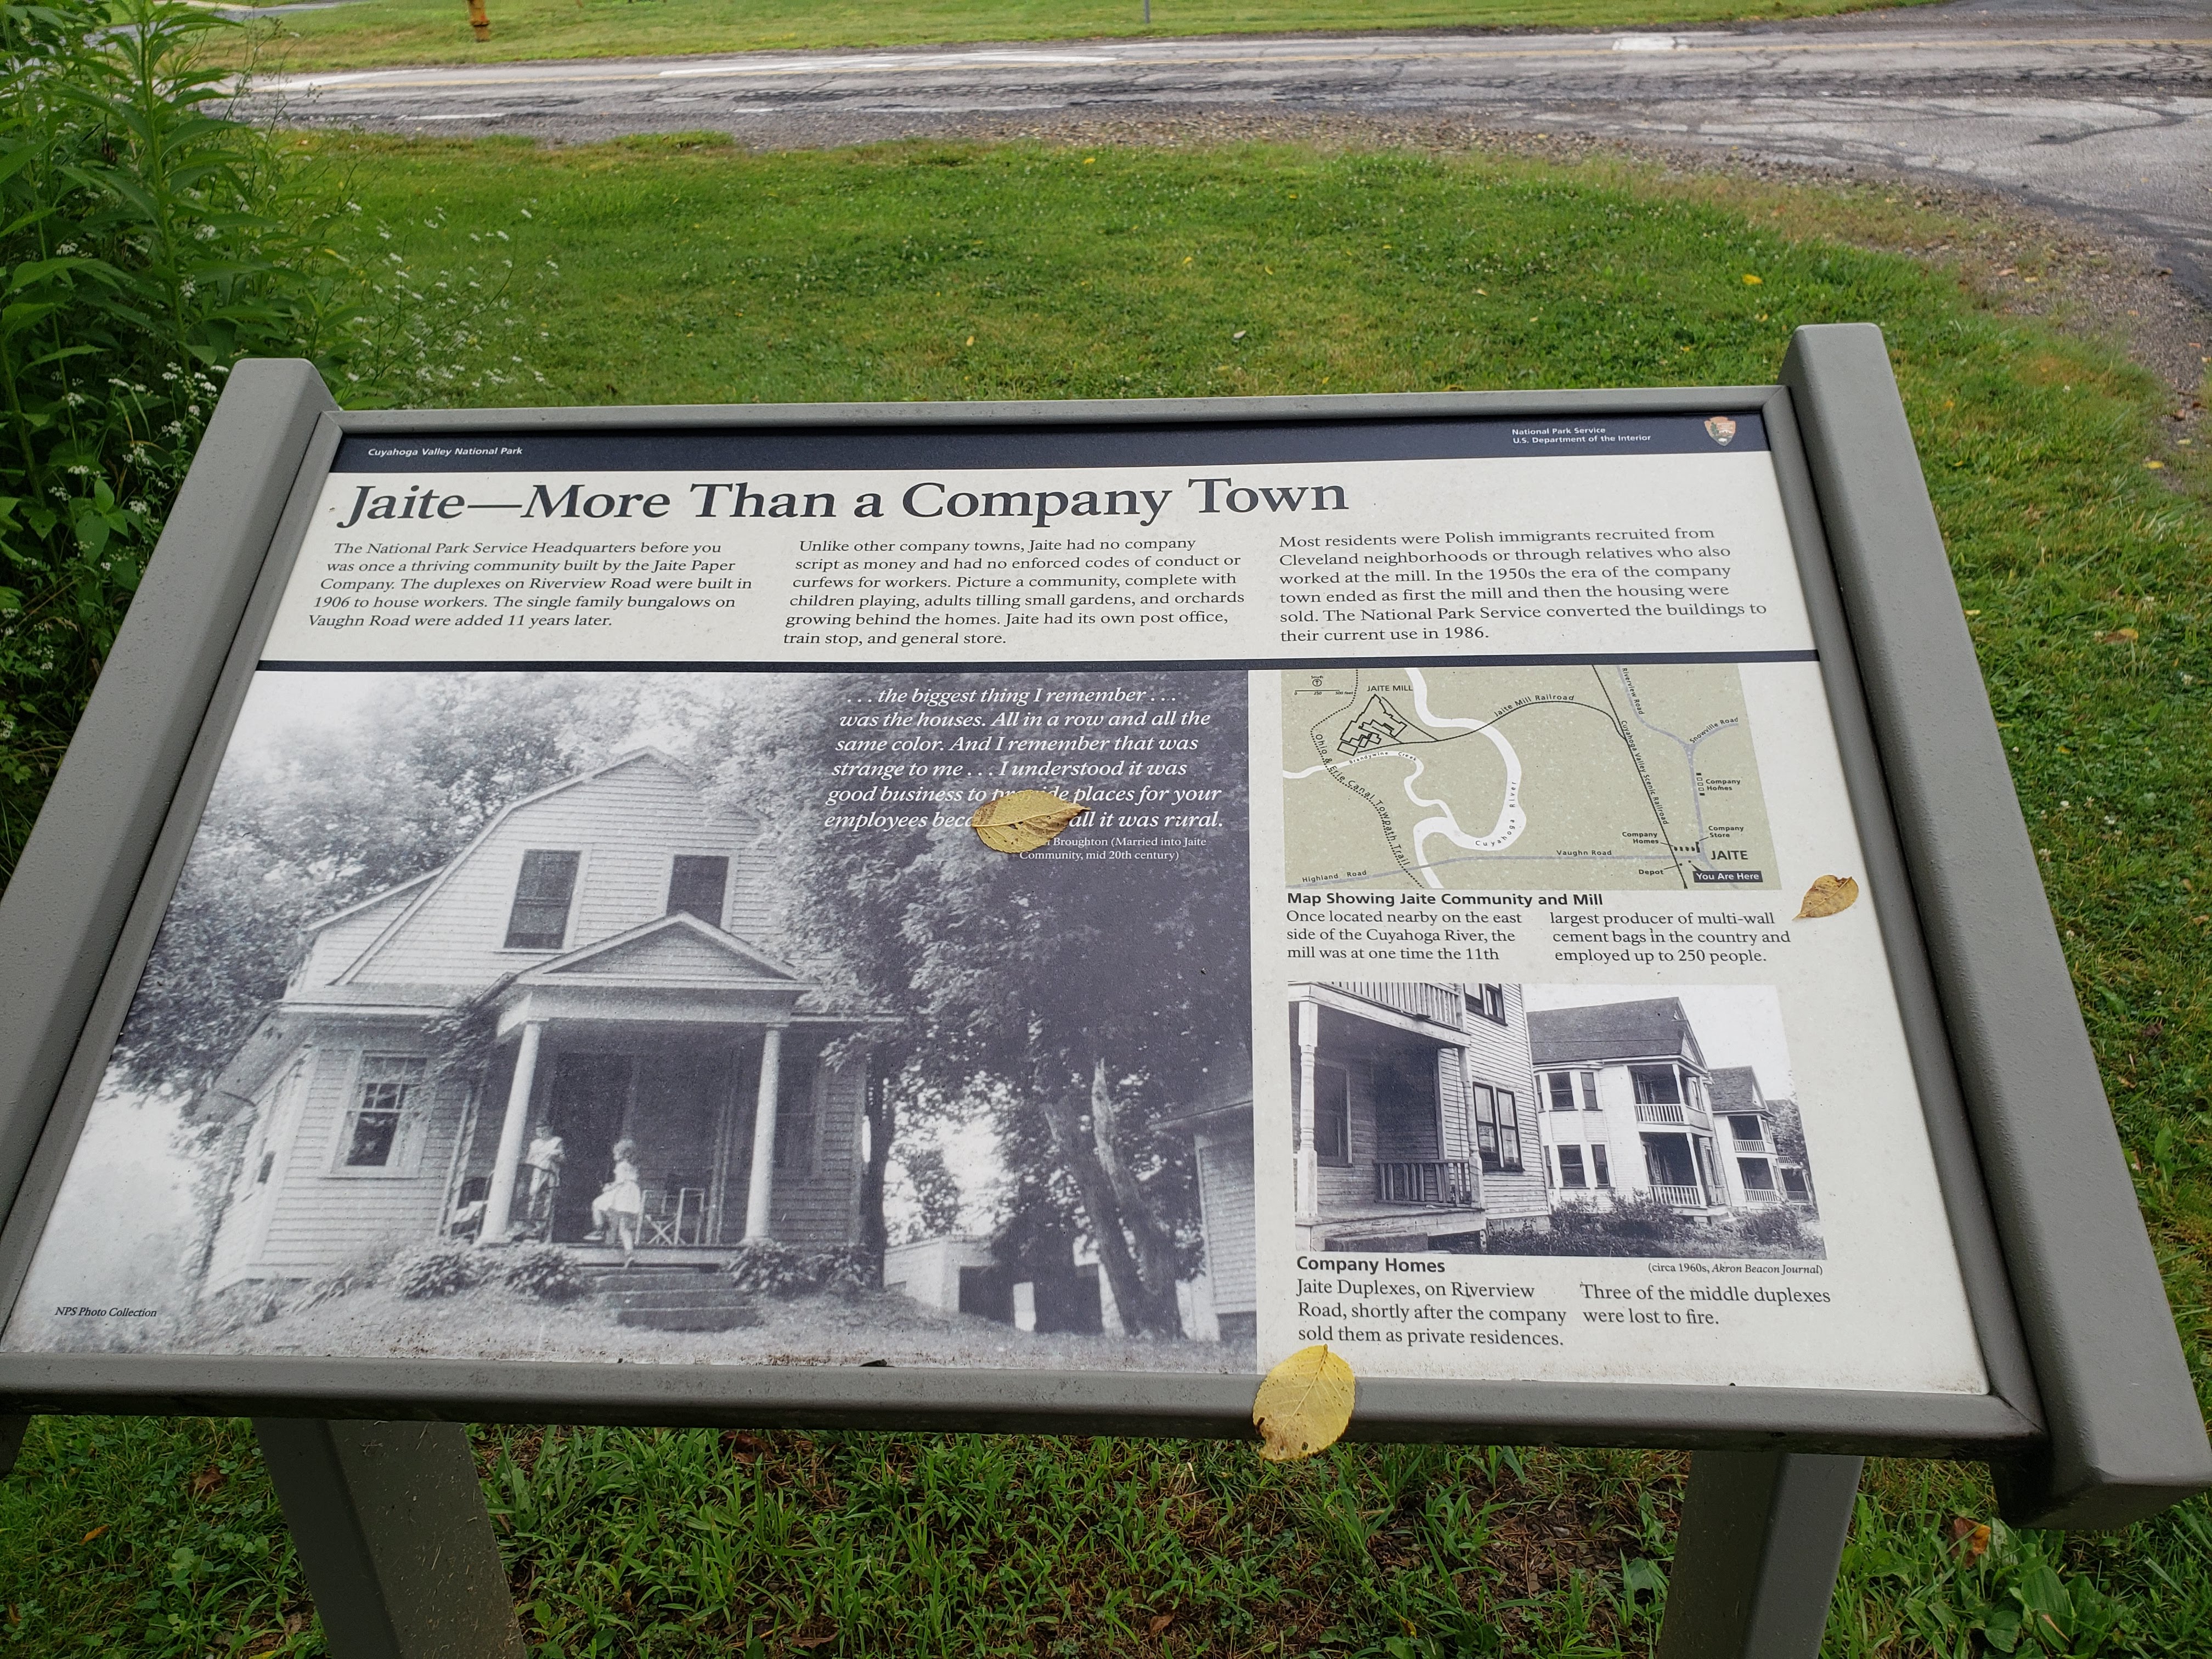 Cuyahoga Valley National Park
National Park Service
U.S. Department of the Interior
Jaite—More Than a Company Town
The National Park Service Headquarters before you
was once a thriving community built by the Jaite Paper
Company. The duplexes on Riverview Road were built in
1906 to house workers. The single family bungalows on
Vaughn Road were added 11 years later.
Unlike other company towns, Jaite had no company
script as money and had no enforced codes of conduct or
curfews for workers. Picture a community, complete with
children playing, adults tilling small gardens, and orchards
growing behind the homes. Jaite had its own post office,
train stop, and general store.
Most residents were Polish immigrants recruited from
Cleveland neighborhoods or through relatives who also
worked at the mill. In the 1950s the era of the company
town ended as first the mill and then the housing were
sold. The National Park Service converted the buildings to
their current use in 1986.
. . . the biggest thing I remember . . .
was the houses. All in a row and all the
same color. And I remember that was
strange to me . . . I understood it was
good business to places for your
employees all it was rural.
Broughton (Married into Jaite
Community, mid 20th century)
NPS Photo Collection
JAITE MILL
Jaite Mill Railroad
Riverview Road
Snowville Road
Ohio & Erie Canal Towpath Trail
Brandywine Creek
Cuyahoga Valley Scenic Railroad
Cuyahoga River
Company
Homes
Company
Store
Company
Homes
JAITE
Vaughn Road
Depot
You Are Here
Highland Road
Map Showing Jaite Community and Mill
Once located nearby on the east
side of the Cuyahoga River, the
mill was at one time the 11th
largest producer of multi-wall
cement bags in the country and
employed up to 250 people.
(circa 1960s, Akron Beacon Journal)
Company Homes
Jaite Duplexes, on Riverview
Road, shortly after the company
sold them as private residences.
Three of the middle duplexes
were lost to fire.